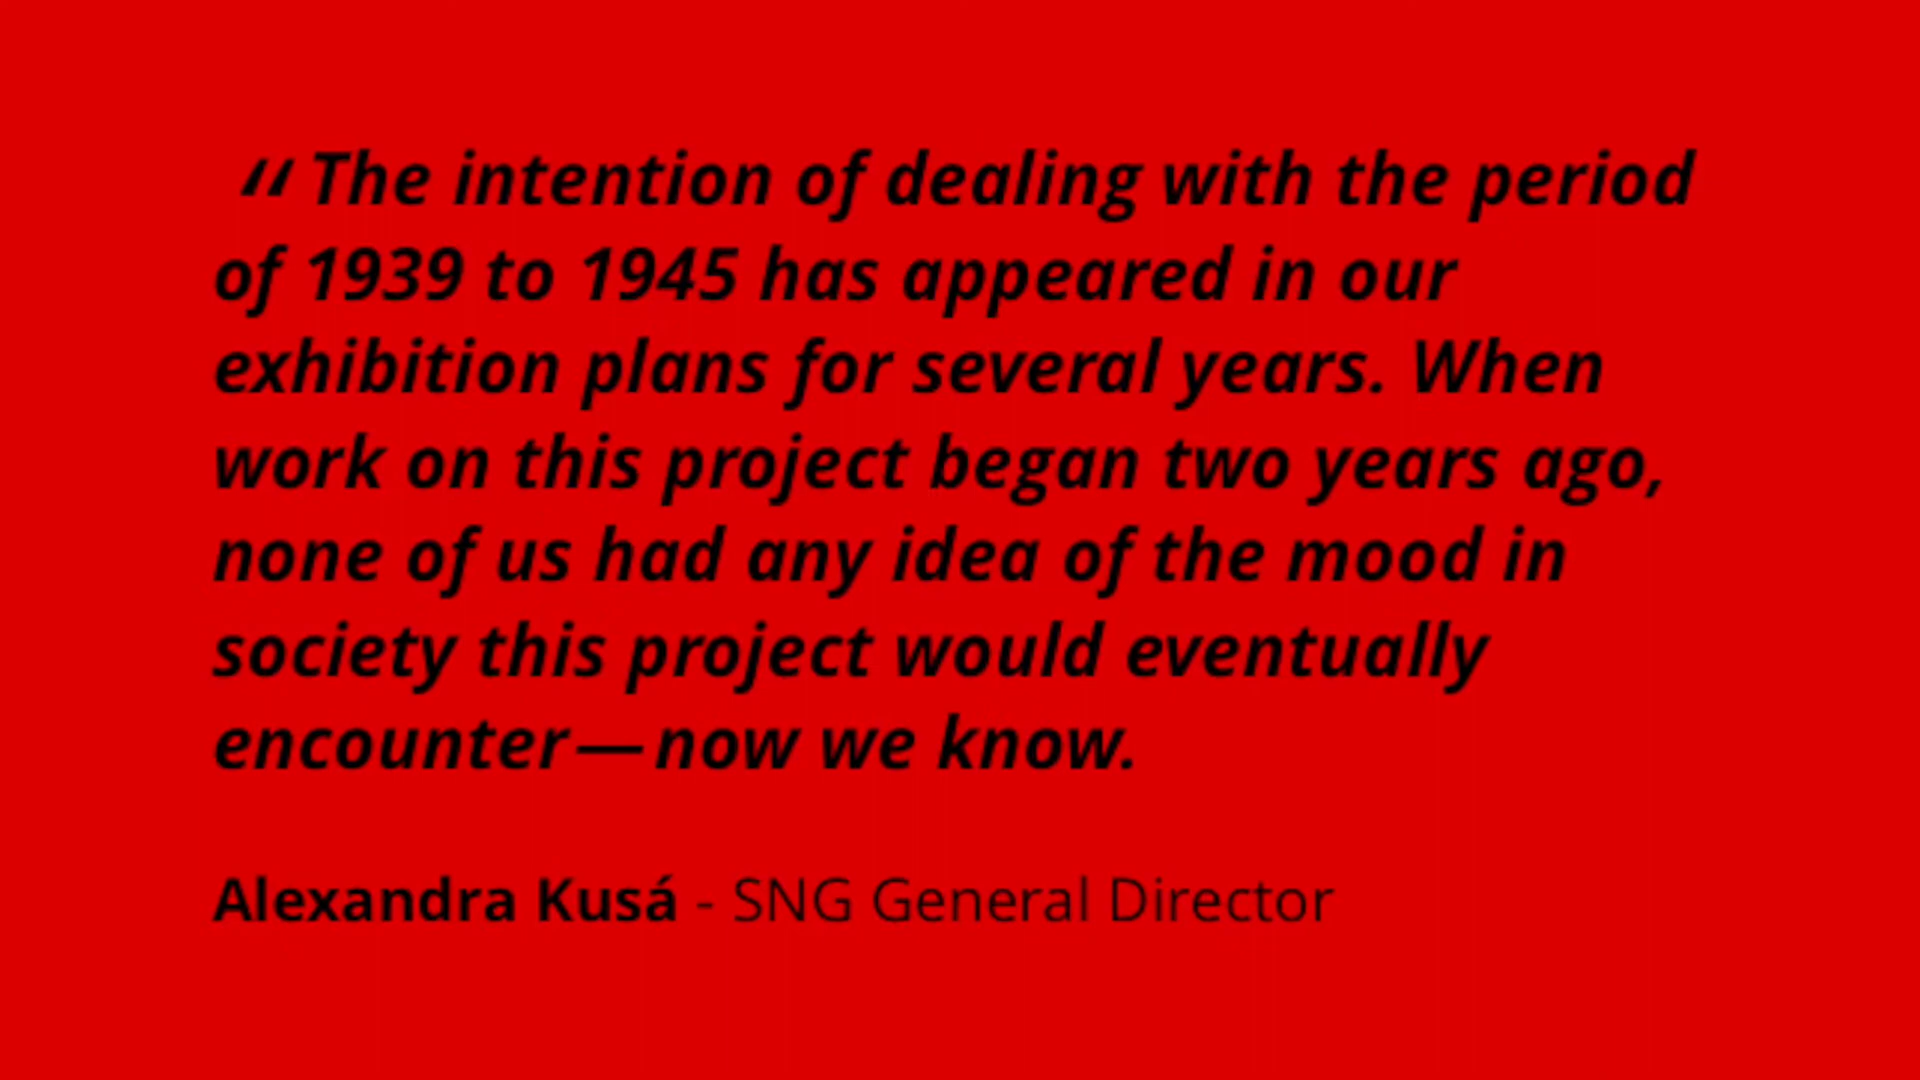 “The intention of dealing with the period
of 1939 to 1945 has appeared in our
exhibition plans for several years. When
work on this project began two years ago,
none of us had any idea of the mood in
society this project would eventually
encounter—now we know.
Alexandra Kusá - SNG General Director